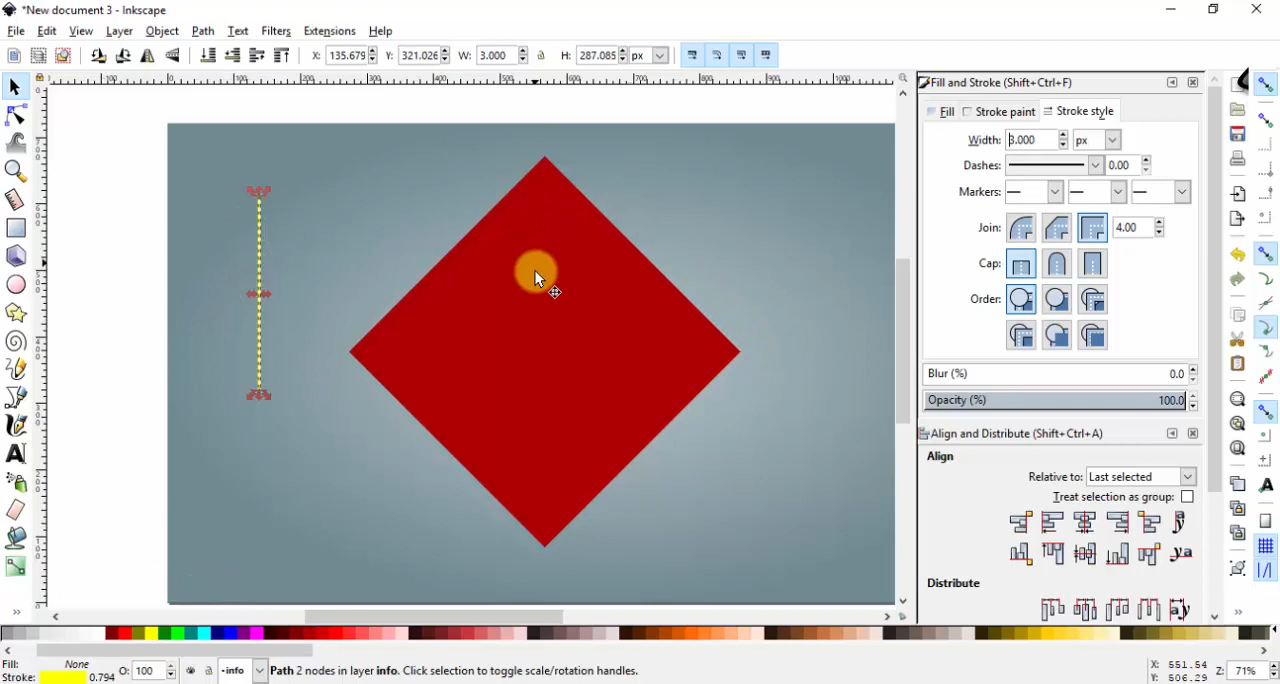 *New document 3 - Inkscape
File Edit View Layer Object Path Text Filters Extensions Help
X: 135.679 Y: 321.026 W: 3.000 H: 287.085 px
Fill and Stroke (Shift+Ctrl+F)
Fill Stroke paint Stroke style
Width: 3.000 px
Dashes: 0.00
Markers:
Join: 4.00
Cap:
Order:
Blur (%) 0.0
Opacity (%) 100.0
Align and Distribute (Shift+Ctrl+A)
Align
Relative to: Last selected
Treat selection as group:
Distribute
Fill: None
Stroke: 0.794
O: 100
-info
Path 2 nodes in layer info. Click selection to toggle scale/rotation handles.
X: 551.54
Y: 506.29
Z: 71%